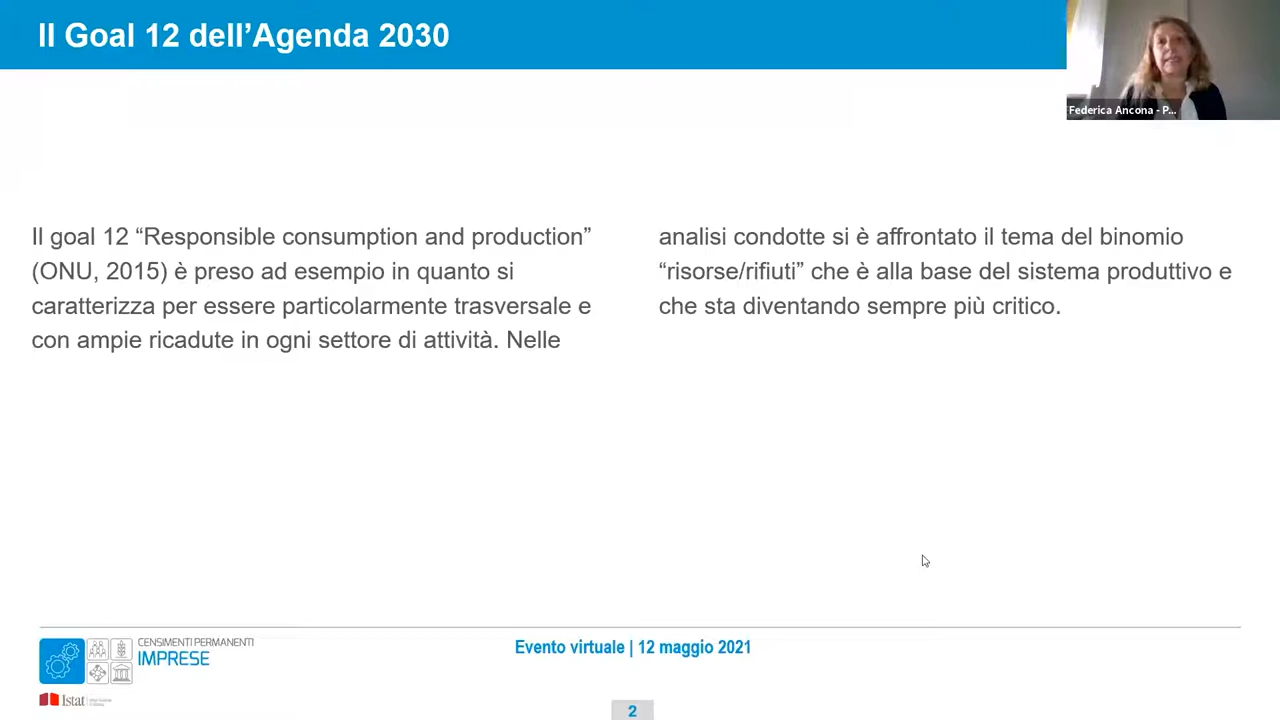 Il Goal 12 dell’Agenda 2030
Federica Ancona - P...
Il goal 12 “Responsible consumption and production”
(ONU, 2015) è preso ad esempio in quanto si
caratterizza per essere particolarmente trasversale e
con ampie ricadute in ogni settore di attività. Nelle
analisi condotte si è affrontato il tema del binomio
“risorse/rifiuti” che è alla base del sistema produttivo e
che sta diventando sempre più critico.
CENSIMENTI PERMANENTI
IMPRESE
Istat
Evento virtuale | 12 maggio 2021
2